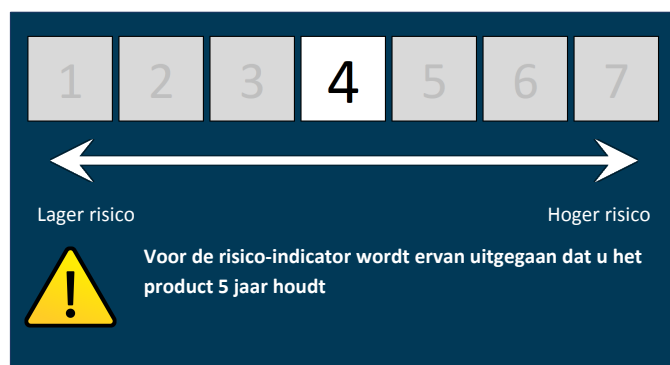 1 2 3 4 5 6 7
Lager risico Hoger risico
Voor de risico-indicator wordt ervan uitgegaan dat u het
product 5 jaar houdt